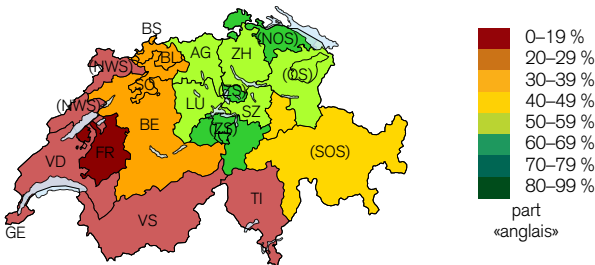 BS
(NOS)
ZH
AG
BL
(NWS)
(OS)
SO
(ZS)
LU
(NWS)
SZ
BE
(ZS)
FR
(SOS)
VD
TI
VS
GE
0–19 %
20–29 %
30–39 %
40–49 %
50–59 %
60–69 %
70–79 %
80–99 %
part
«anglais»